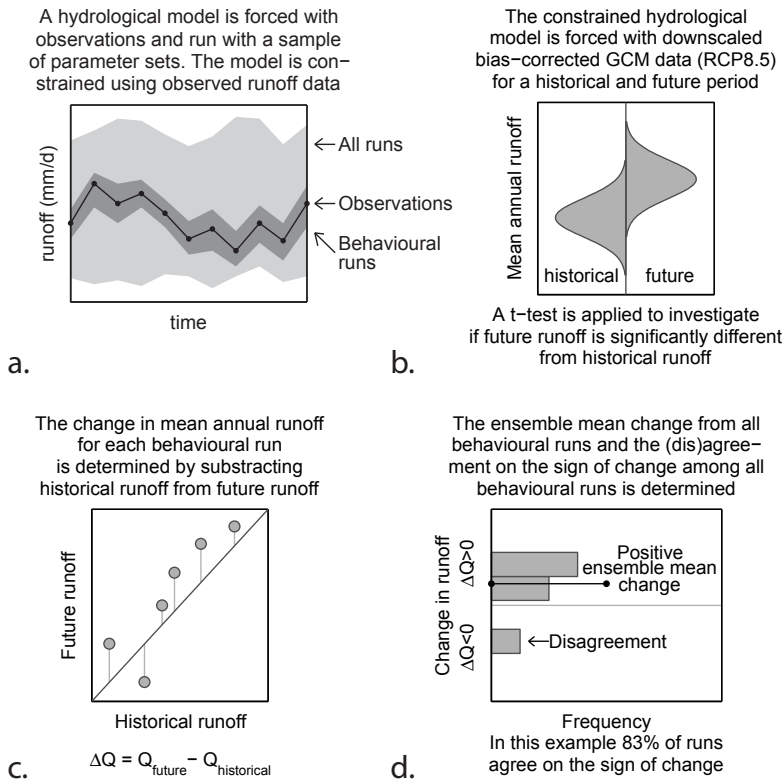 A hydrological model is forced with
observations and run with a sample
of parameter sets. The model is con-
strained using observed runoff data
runoff (mm/d)
All runs
Observations
Behavioural
runs
time
a.
The constrained hydrological
model is forced with downscaled
bias-corrected GCM data (RCP8.5)
for a historical and future period
Mean annual runoff
historical
future
A t−test is applied to investigate
if future runoff is significantly different
from historical runoff
b.
The change in mean annual runoff
for each behavioural run
is determined by substracting
historical runoff from future runoff
Future runoff
Historical runoff
ΔQ = Qfuture− Qhistorical
c.
The ensemble mean change from all
behavioural runs and the (dis)agree−
ment on the sign of change among all
behavioural runs is determined
Change in runoff
ΔQ<0 ΔQ>0
Positive
ensemble mean
change
Disagreement
Frequency
In this example 83% of runs
agree on the sign of change
d.